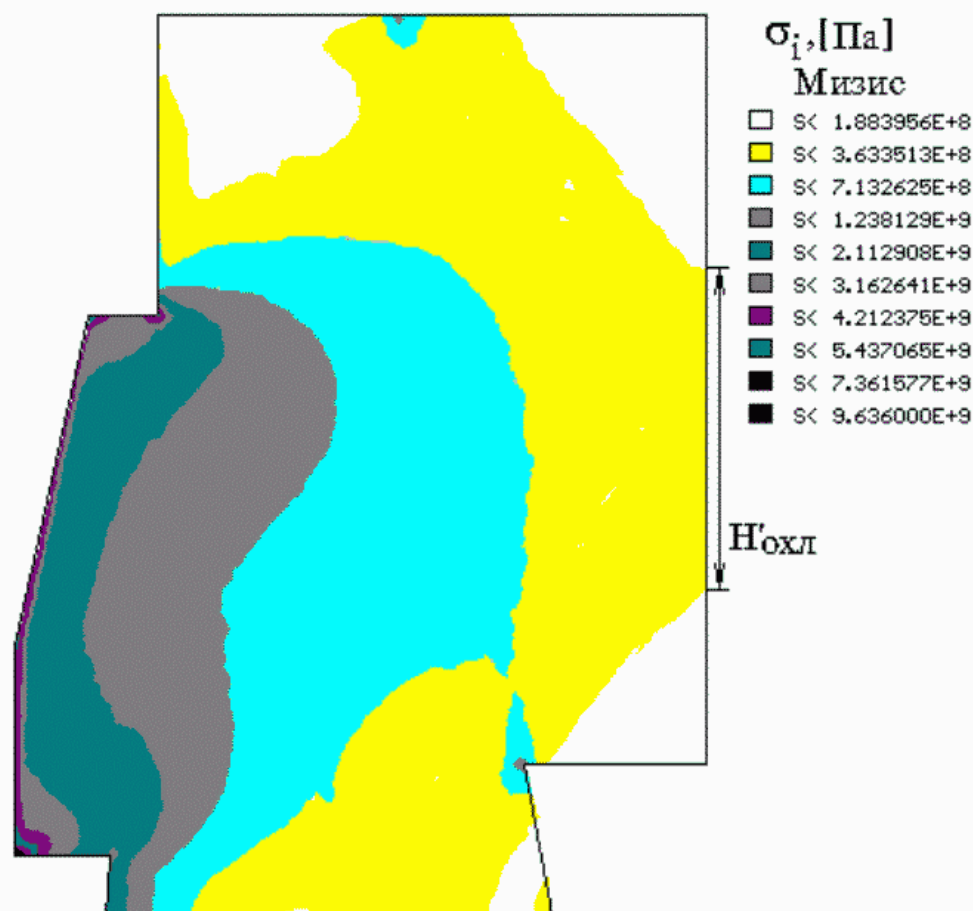 σi,[Па]
Мизис
S< 1.883956E+8
S< 3.633513E+8
S< 7.132625E+8
S< 1.238129E+9
S< 2.112908E+9
S< 3.162641E+9
S< 4.212375E+9
S< 5.437065E+9
S< 7.361577E+9
S< 9.636000E+9
H'охл